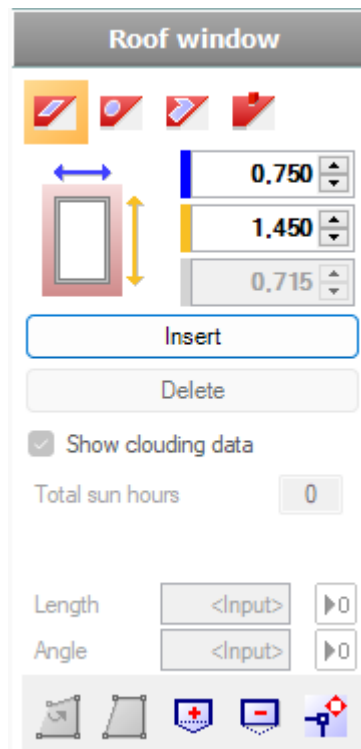 Roof window
0.750
1.450
0.715
Insert
Delete
Show clouding data
Total sun hours 0
Length <Input> 0
Angle <Input> 0